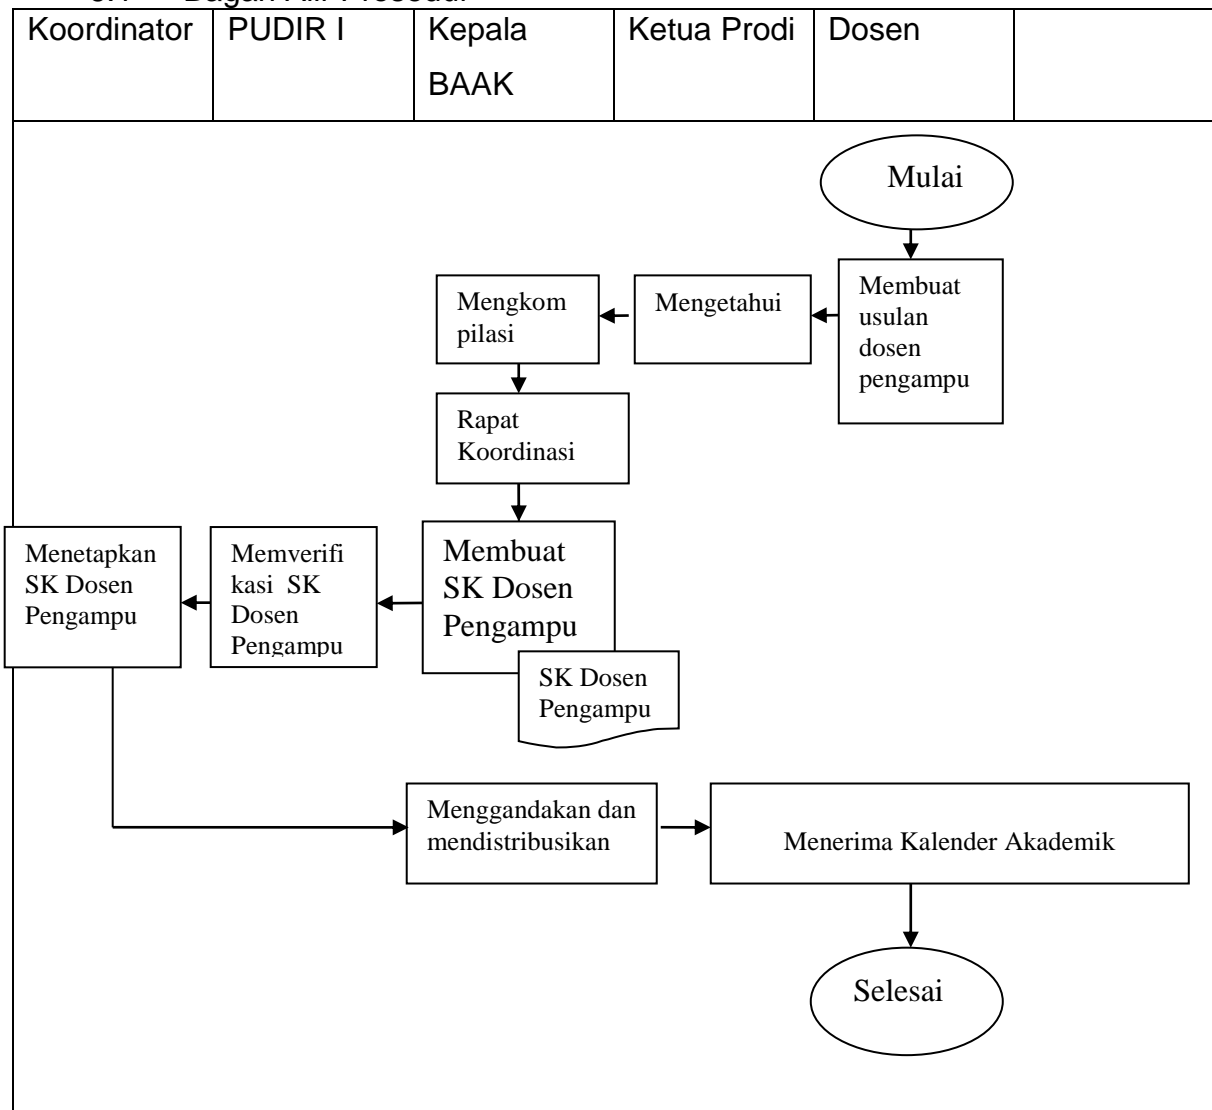 Koordinator PUDIR I Kepala Ketua Prodi Dosen
BAAK
Mulai
Membuat
usulan
dosen
pengampu
Mengetahui
Mengkom
pilasi
Rapat
Koordinasi
Membuat
SK Dosen
Pengampu
SK Dosen
Pengampu
Memverifi
kasi SK
Dosen
Pengampu
Menetapkan
SK Dosen
Pengampu
Menggandakan dan
mendistribusikan
Menerima Kalender Akademik
Selesai